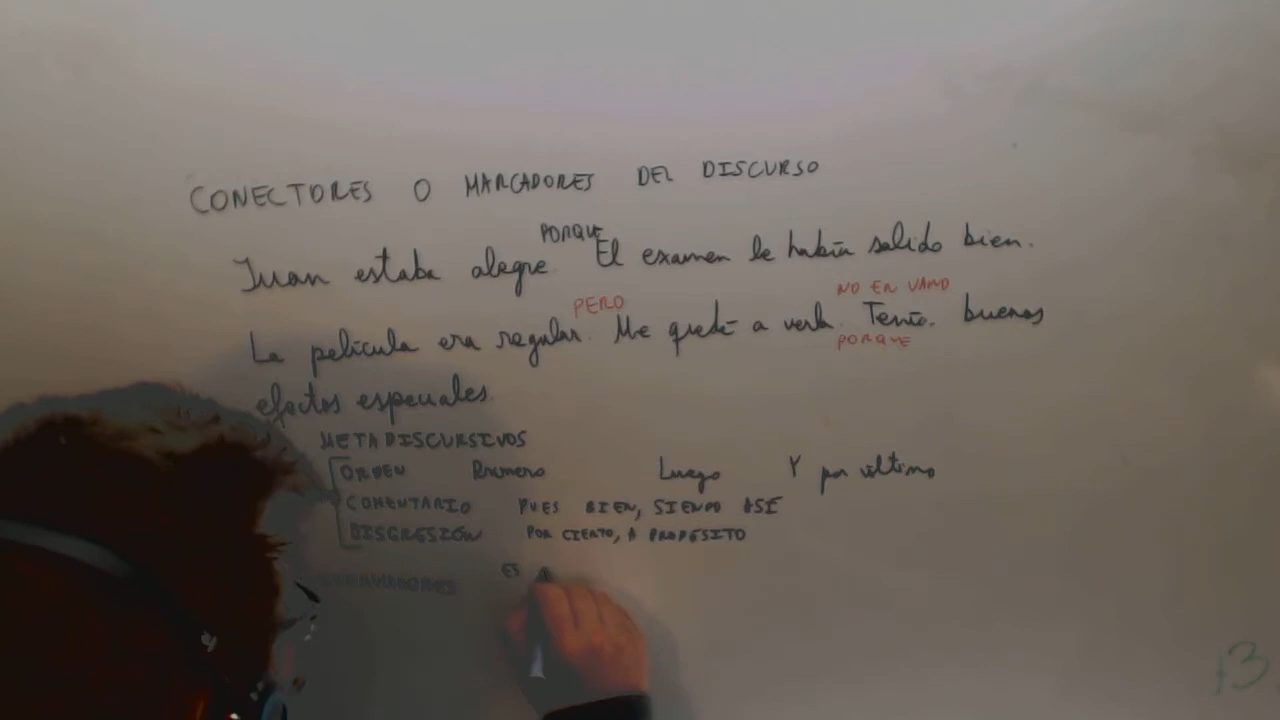 CONECTORES O MARCADORES DEL DISCURSO
PORQUE
Juan estaba alegre. El examen le había salido bien.
PERO NO EN VANO
La película era regular. Me quedé a verla. Tenía. buenos
PORQUE
efectos especiales.
METADISCURSIVOS
ORDEN Primero Luego Y por último
COMENTARIO PUES BIEN, SIENDO ASÍ
DISGRESIÓN POR CIERTO, A PROPÓSITO
ES
13